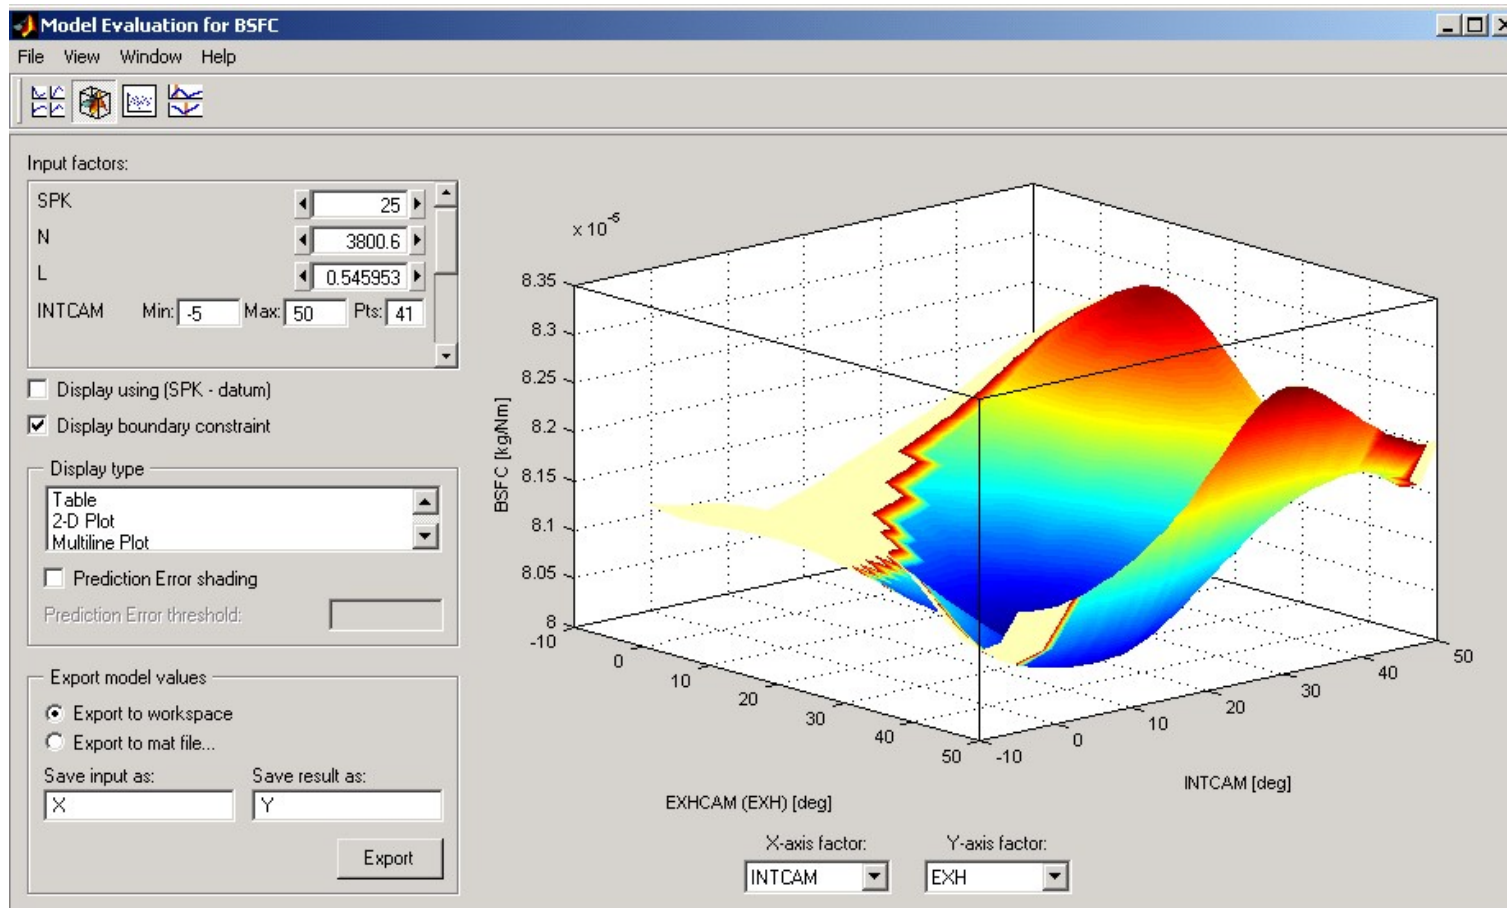 Model Evaluation for BSFC
File View Window Help
Input factors:
SPK 25
N 3800.6
L 0.545953
INTCAM Min: -5 Max: 50 Pts: 41
Display using (SPK - datum)
Display boundary constraint
Display type
Table
2-D Plot
Multiline Plot
Prediction Error shading
Prediction Error threshold:
Export model values
Export to workspace
Export to mat file...
Save input as: Save result as:
X Y
Export
x 10^-5
8.35
8.3
8.25
8.2
8.15
8.1
8.05
8
BSFC [kg/Nm]
-10
0
10
20
30
40
50
EXHCAM (EXH) [deg]
-10
0
10
20
30
40
50
INTCAM [deg]
X-axis factor: Y-axis factor:
INTCAM EXH